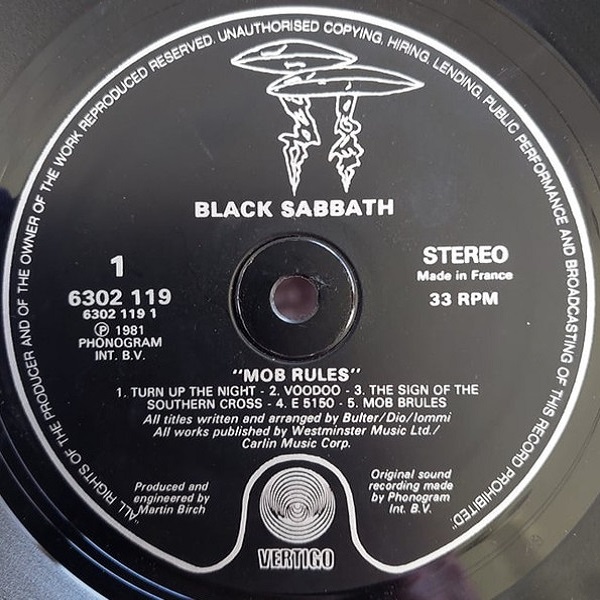 "ALL RIGHTS OF THE PRODUCER AND OF THE OWNER OF THE WORK REPRODUCED RESERVED. UNAUTHORISED COPYING, HIRING, LENDING, PUBLIC PERFORMANCE AND BROADCASTING OF THIS RECORD PROHIBITED."
BLACK SABBATH
1
6302 119
6302 119 1
℗ 1981
PHONOGRAM
INT. B.V.
STEREO
Made in France
33 RPM
"MOB RULES"
1. TURN UP THE NIGHT - 2. VOODOO - 3. THE SIGN OF THE
SOUTHERN CROSS - 4. E 5150 - 5. MOB BRULES
All titles written and arranged by Bulter/Dio/Iommi
All works published by Westminster Music Ltd./
Carlin Music Corp.
Produced and
engineered by
Martin Birch
Original sound
recording made
by Phonogram
Int. B.V.
VERTIGO